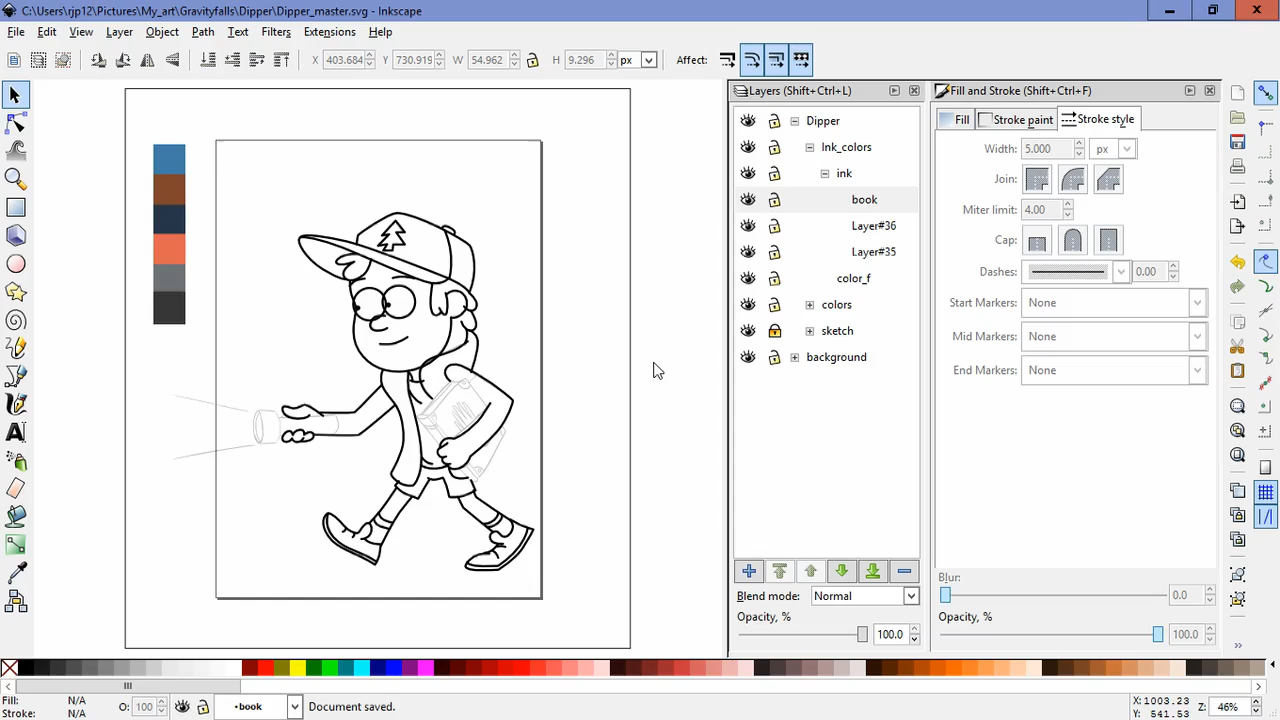 C:\Users\rjp12\Pictures\My_art\Gravityfalls\Dipper\Dipper_master.svg - Inkscape
File Edit View Layer Object Path Text Filters Extensions Help
X 403.684 Y 730.919 W 54.962 H 9.296 px Affect:
Layers (Shift+Ctrl+L)
Dipper
Ink_colors
ink
book
Layer#36
Layer#35
color_f
colors
sketch
background
Blend mode: Normal
Opacity, %
100.0
Fill and Stroke (Shift+Ctrl+F)
Fill Stroke paint Stroke style
Width: 5.000 px
Join:
Miter limit: 4.00
Cap:
Dashes: 0.00
Start Markers: None
Mid Markers: None
End Markers: None
Blur:
0.0
Opacity, %
100.0
Fill: N/A
Stroke: N/A
O: 100
•book
Document saved.
X: 1003.23
Y: 541.53
Z: 46%